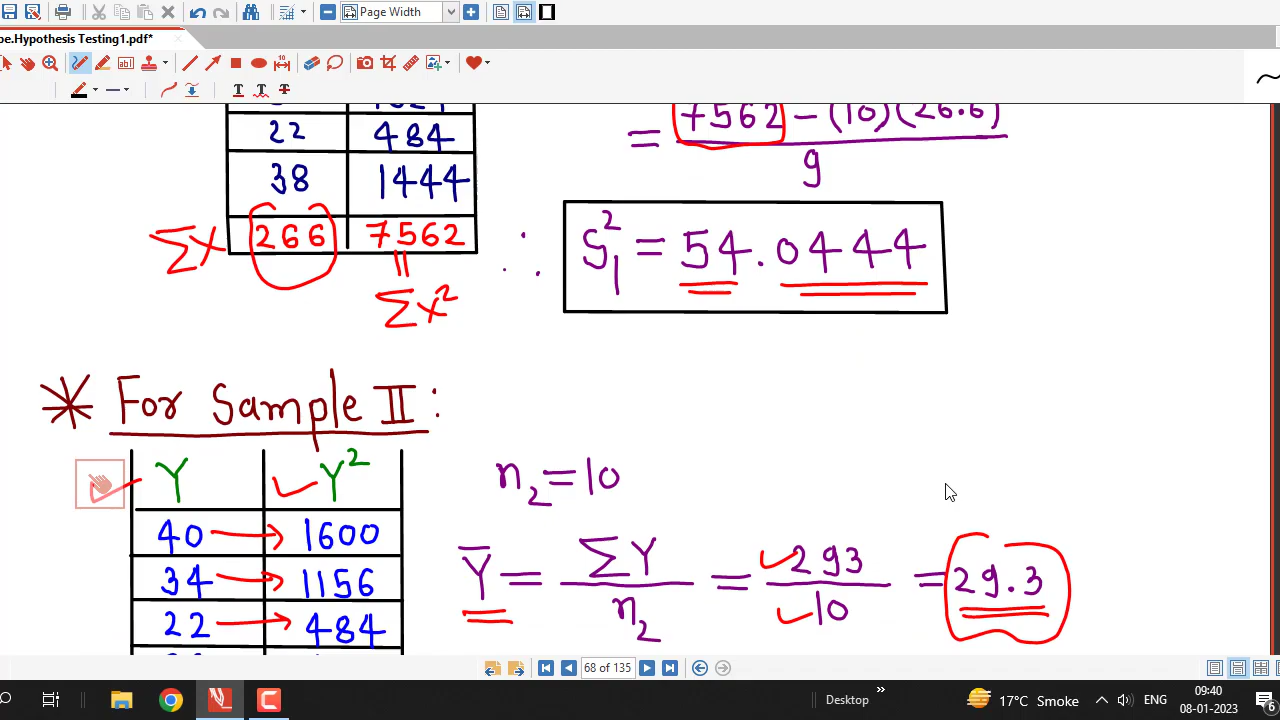 Page Width
pe.Hypothesis Testing1.pdf*
22 484
38 1444
ΣX 266 7562
ΣX²
= 7562 − (10)(26.6)
9
∴ S₁² = 54.0444
* For Sample II :
Y Y²
40 → 1600
34 → 1156
22 → 484
n₂ = 10
Ȳ = ΣY / n₂ = 293 / 10 = 29.3
68 of 135
Desktop
17°C Smoke
ENG
09:40
08-01-2023
6